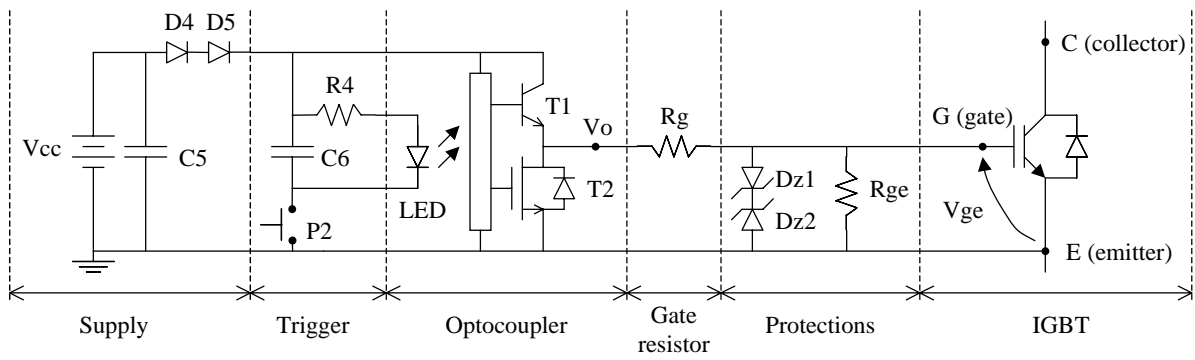 D4 D5
C (collector)
R4
T1
G (gate)
Vo
Rg
Vcc
C5
C6
Dz1
T2
Rge
LED
Dz2
Vge
P2
E (emitter)
Supply
Trigger
Optocoupler
Gate
resistor
Protections
IGBT